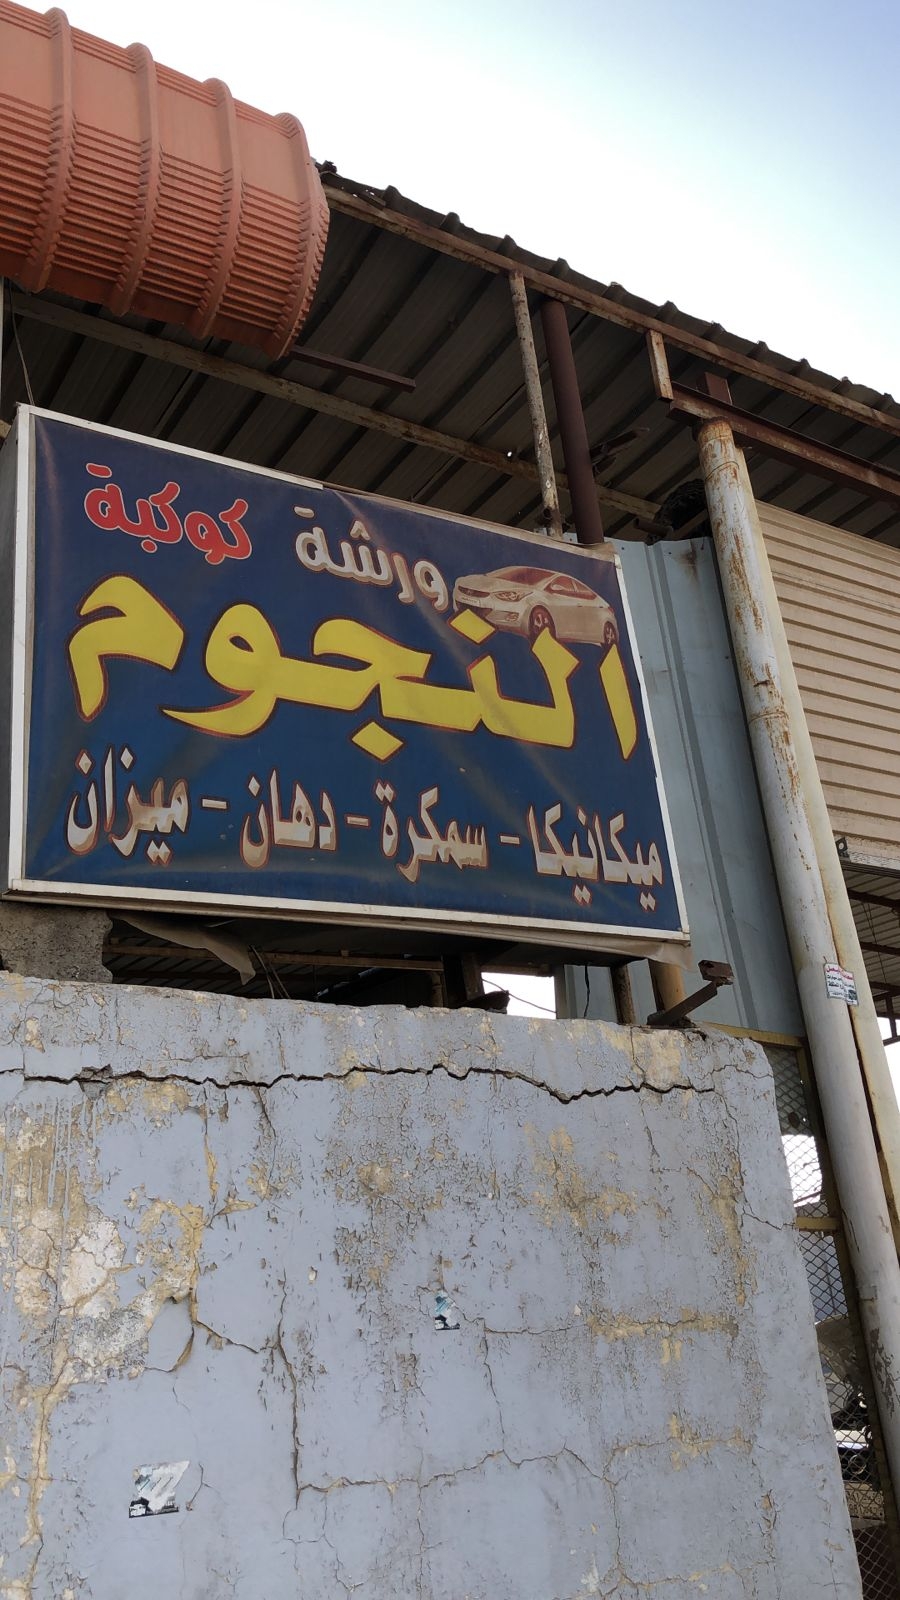 ورشة كوكبة
النجوم
ميكانيكا - سمكرة - دهان - ميزان